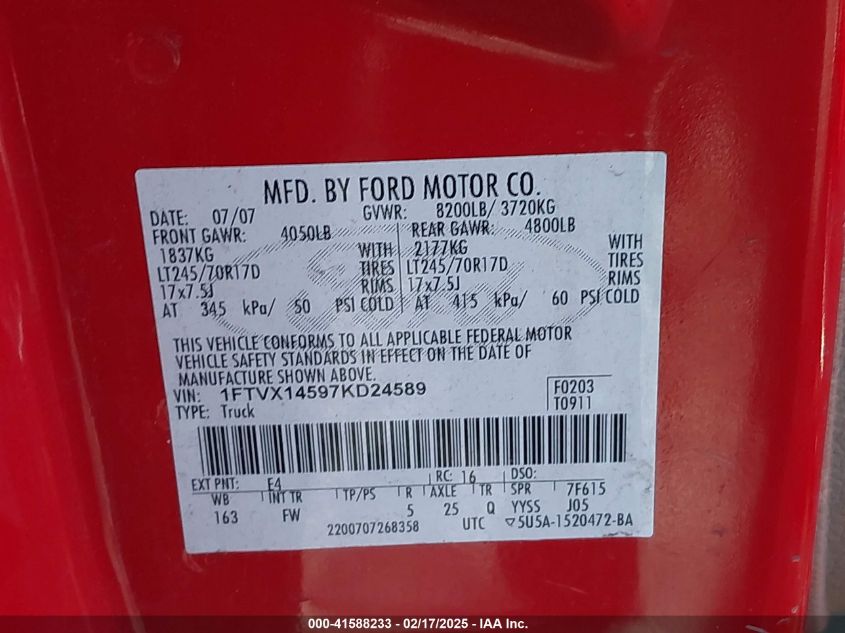 MFD. BY FORD MOTOR CO.
DATE: 07/07 GVWR: 8200LB/ 3720KG
FRONT GAWR: 4050LB REAR GAWR: 4800LB
1837KG WITH 2177KG WITH
LT245/70R17D TIRES LT245/70R17D TIRES
17x7.5J RIMS 17x7.5J RIMS
AT 345 kPa/ 50 PSI COLD AT 415 kPa/ 60 PSI COLD
THIS VEHICLE CONFORMS TO ALL APPLICABLE FEDERAL MOTOR
VEHICLE SAFETY STANDARDS IN EFFECT ON THE DATE OF
MANUFACTURE SHOWN ABOVE.
VIN: 1FTVX14597KD24589 F0203
TYPE: Truck T0911
EXT PNT: E4 RC: 16 DSO:
WB INT TR TP/PS R AXLE TR SPR 7F615
163 FW 5 25 Q YYSS J05
2200707268358 UTC ▽5U5A-1520472-BA
000-41588233 - 02/17/2025 - IAA Inc.